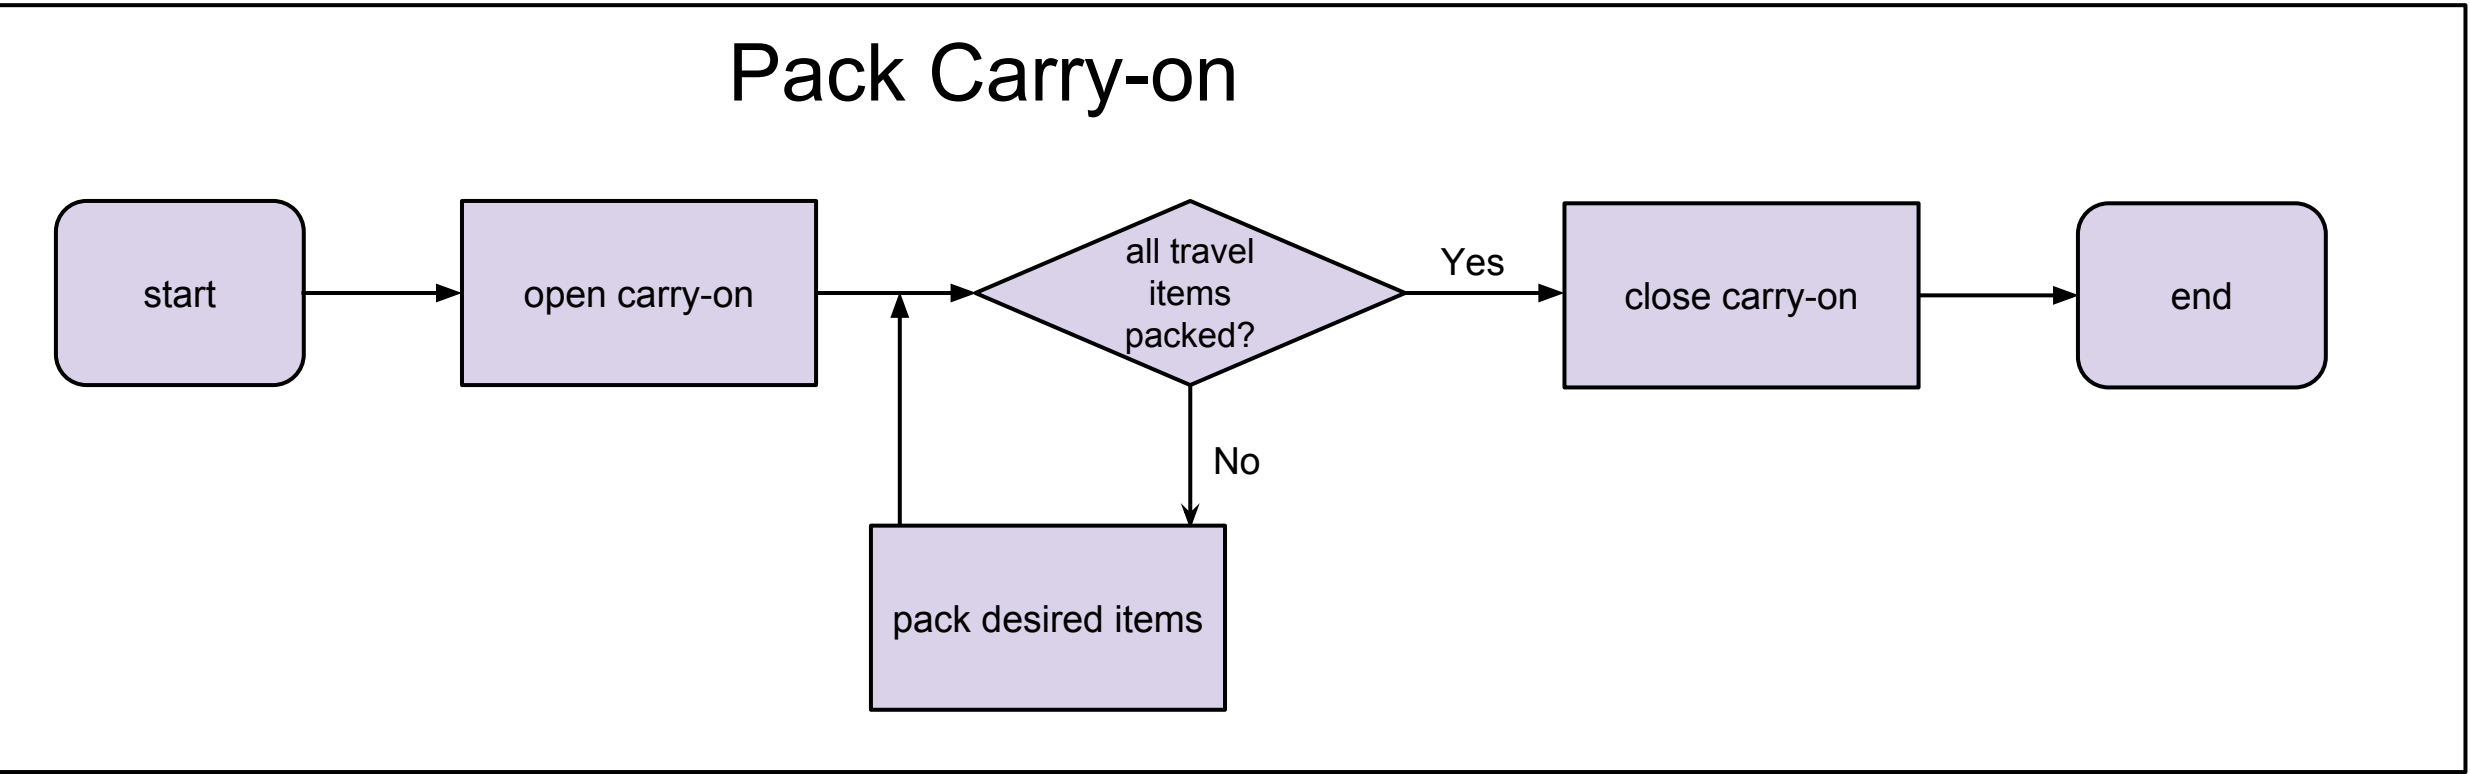 Pack Carry-on
start
open carry-on
all travel
items
packed?
Yes
close carry-on
end
No
pack desired items